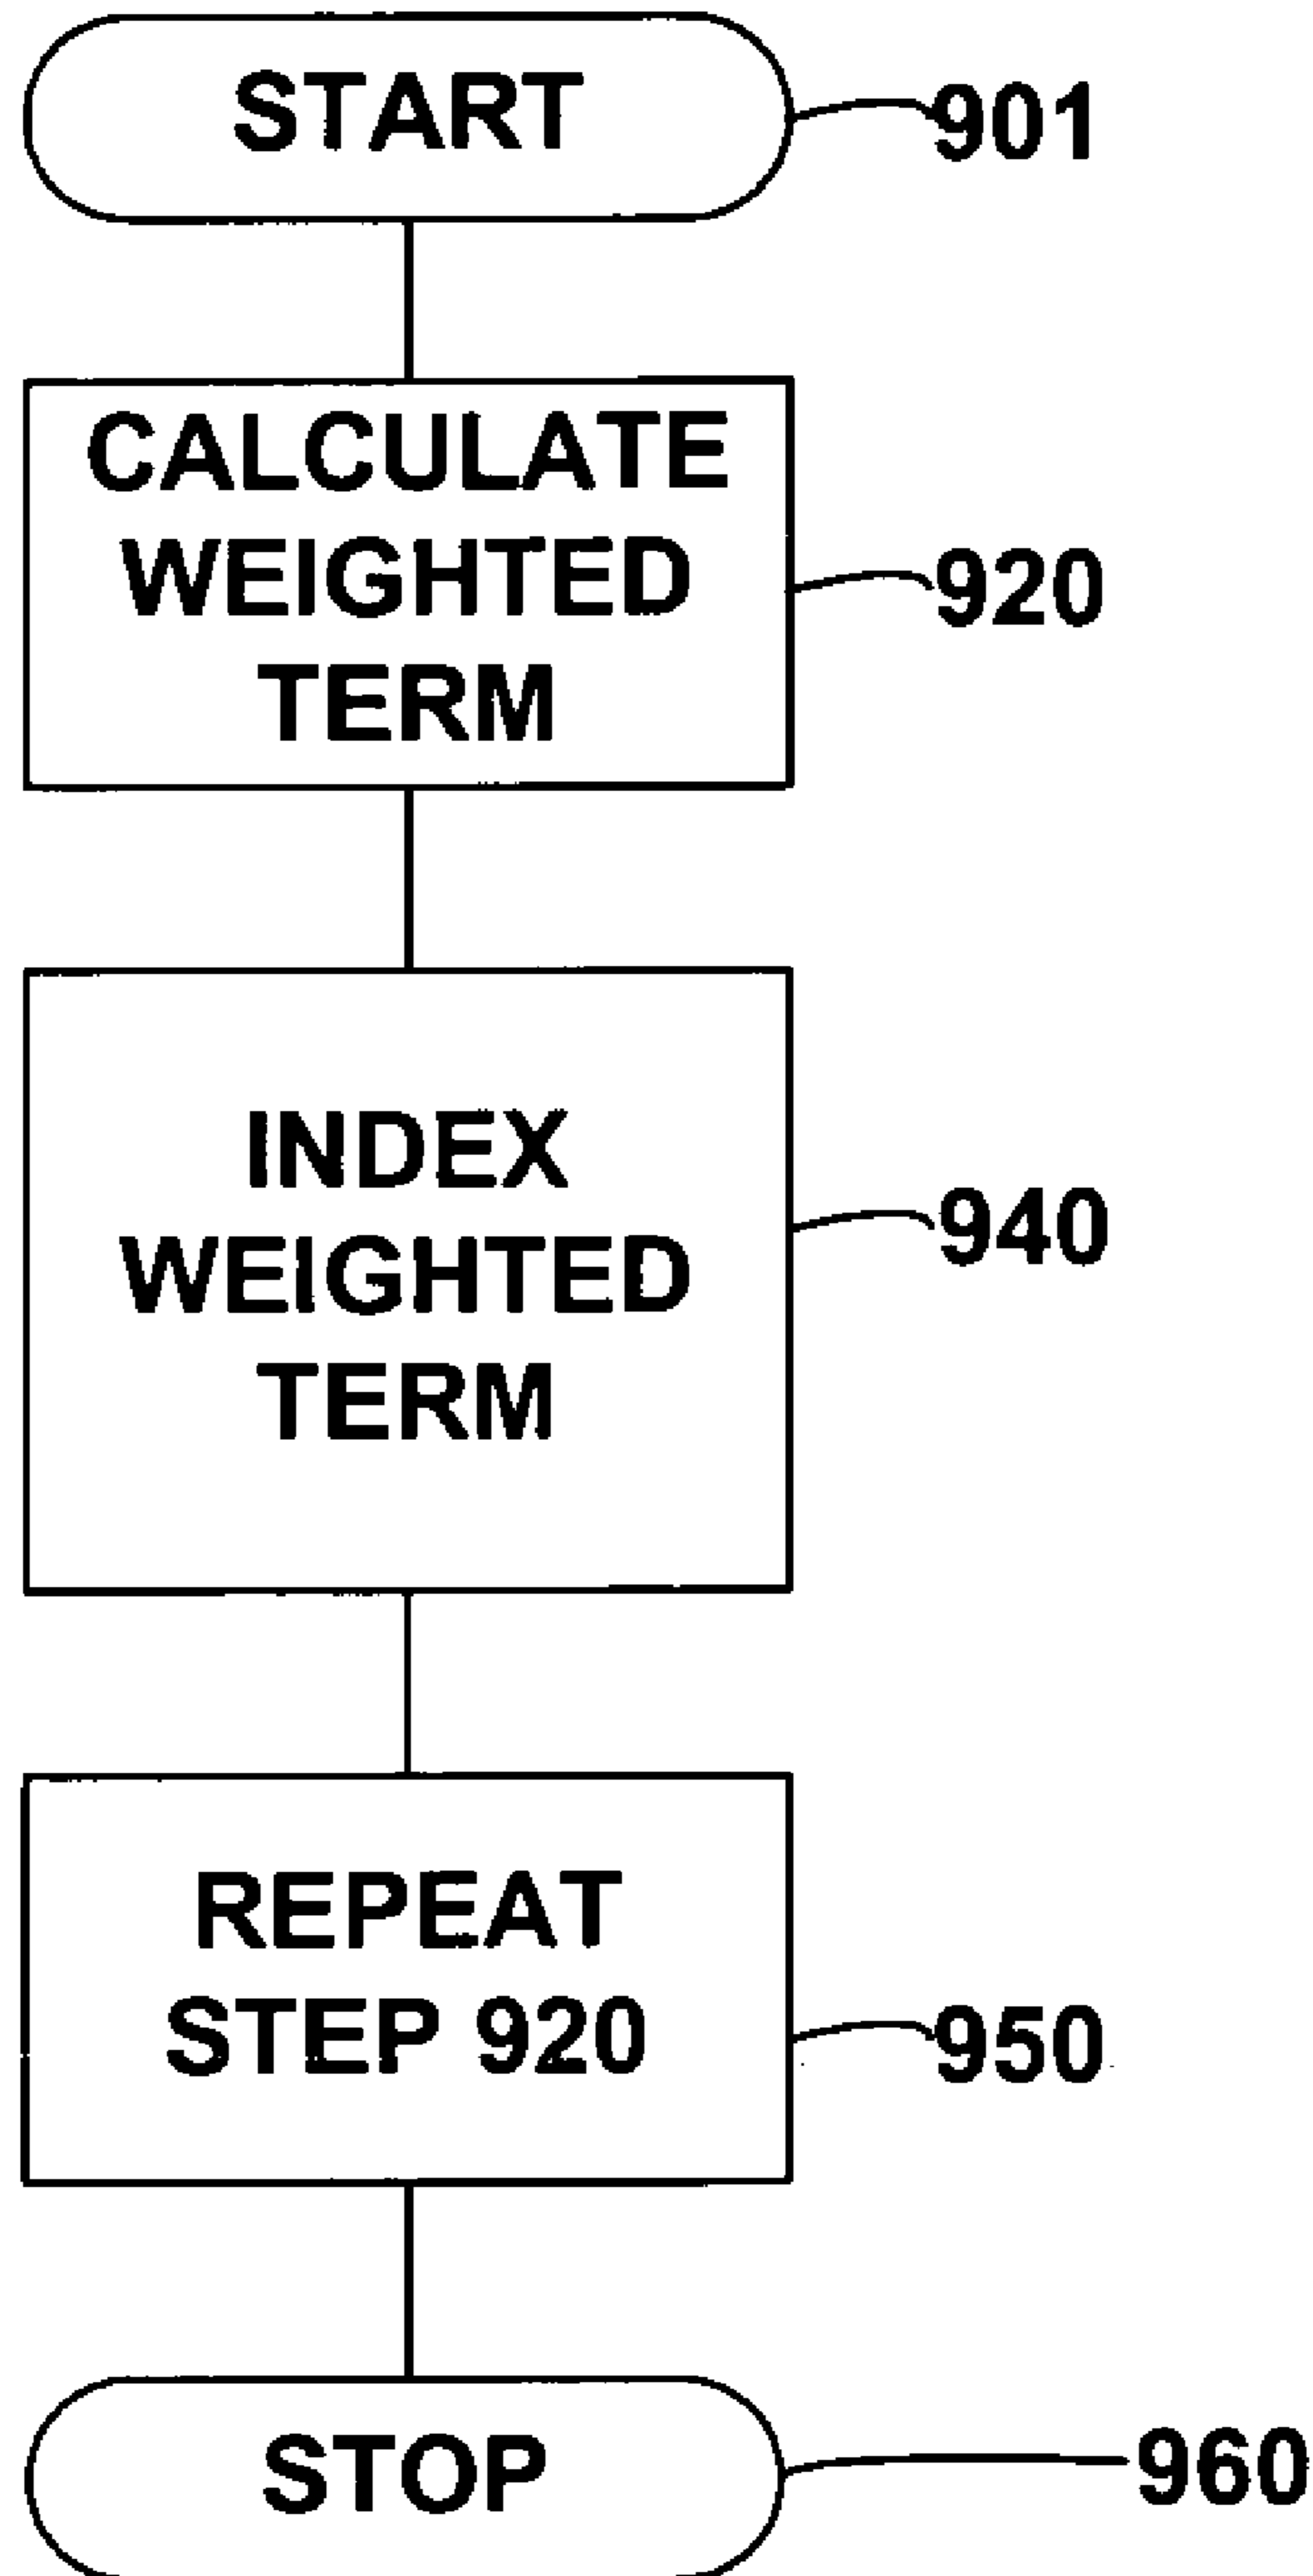 START
901
CALCULATE
WEIGHTED
TERM
920
INDEX
WEIGHTED
TERM
940
REPEAT
STEP 920
950
STOP
960